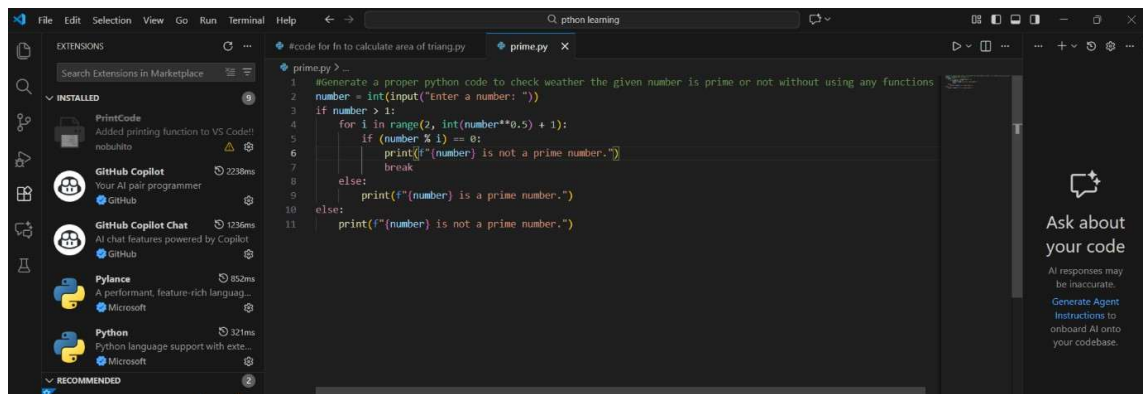 File Edit Selection View Go Run Terminal Help
pthon learning
EXTENSIONS
Search Extensions in Marketplace
INSTALLED 9
PrintCode
Added printing function to VS Code!!
nobuhito
GitHub Copilot 2238ms
Your AI pair programmer
GitHub
GitHub Copilot Chat 1236ms
AI chat features powered by Copilot
GitHub
Pylance 852ms
A performant, feature-rich languag...
Microsoft
Python 321ms
Python language support with exte...
Microsoft
RECOMMENDED 2
#code for fn to calculate area of triang.py
prime.py
prime.py > ...
1 #Generate a proper python code to check weather the given number is prime or not without using any functions
2 number = int(input("Enter a number: "))
3 if number > 1:
4 for i in range(2, int(number**0.5) + 1):
5 if (number % i) == 0:
6 print(f"{number} is not a prime number.")
7 break
8 else:
9 print(f"{number} is a prime number.")
10 else:
11 print(f"{number} is not a prime number.")
Ask about
your code
AI responses may
be inaccurate.
Generate Agent
Instructions to
onboard AI onto
your codebase.